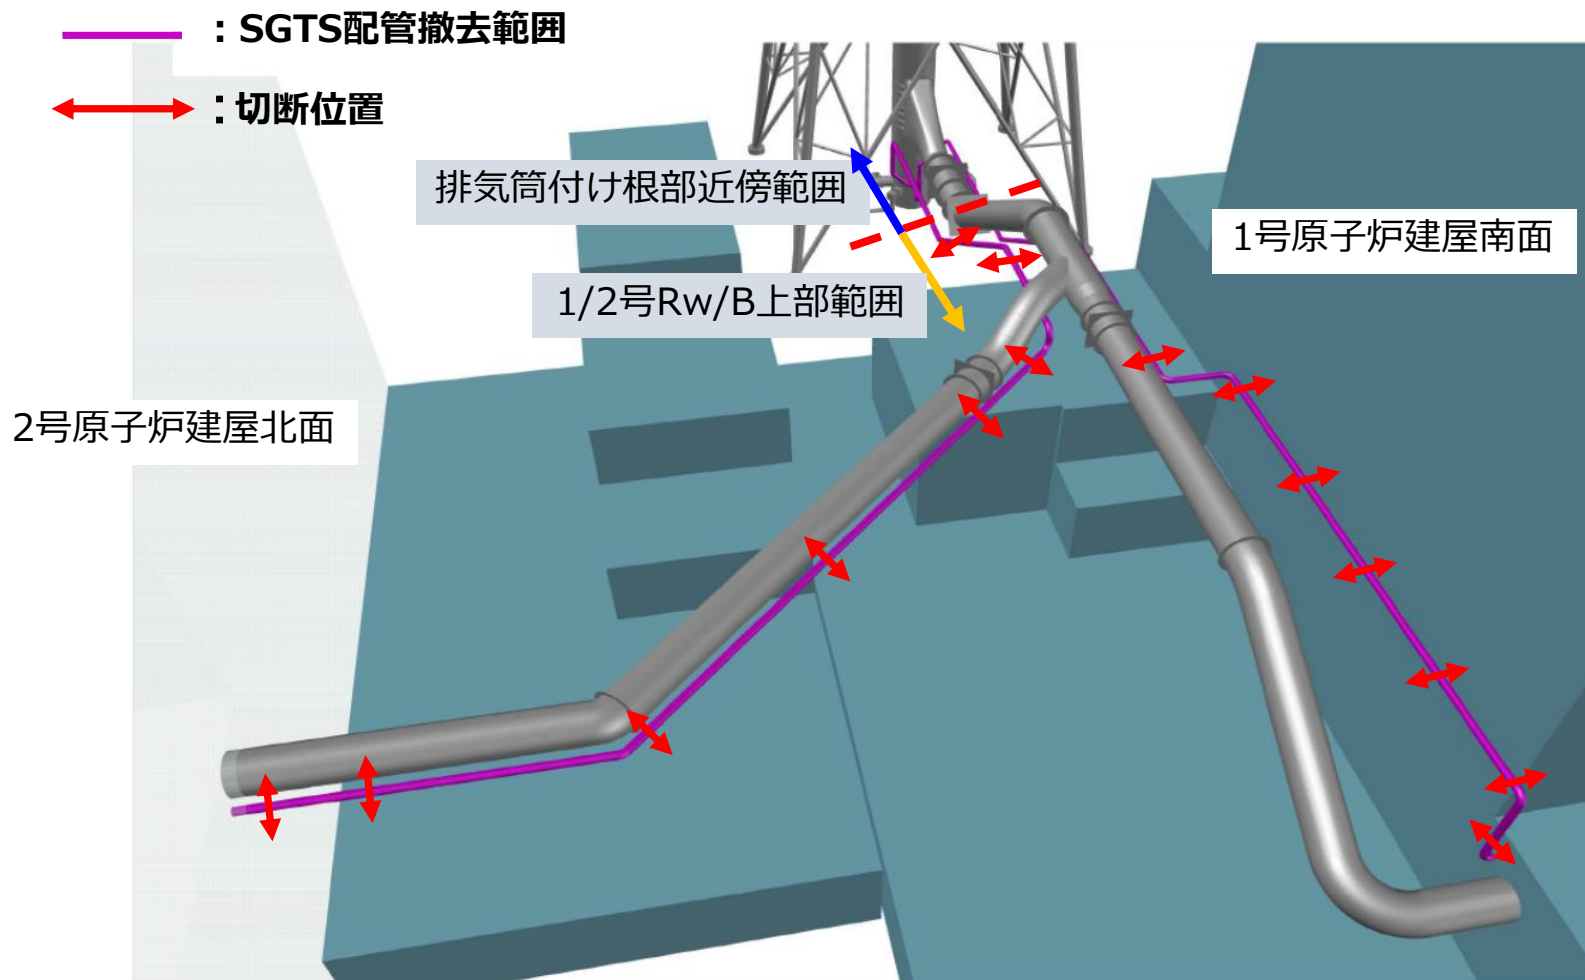 ：SGTS配管撤去範囲
：切断位置
排気筒付け根部近傍範囲
1号原子炉建屋南面
1/2号Rw/B上部範囲
2号原子炉建屋北面